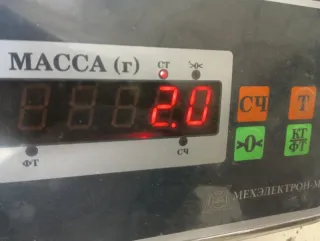 МАССА (г) СТ >0<
2.0
ФТ СЧ
СЧ Т
>0< КТ
ФТ
МЕХЭЛЕКТРОН-М